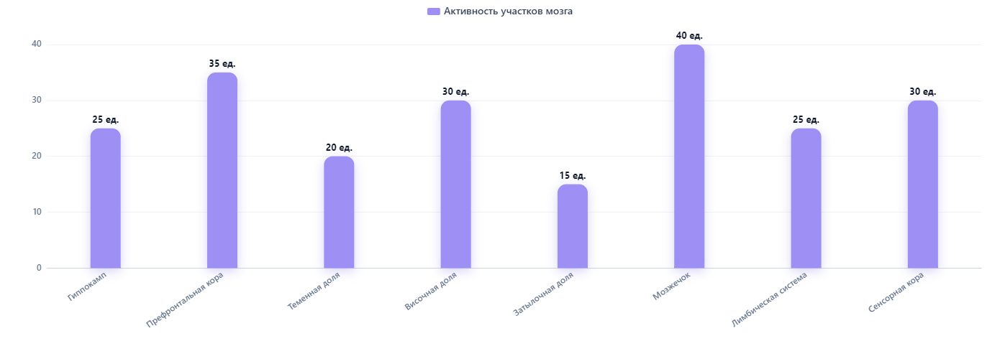 Активность участков мозга
40
30
20
10
0
25 ед.
35 ед.
20 ед.
30 ед.
15 ед.
40 ед.
25 ед.
30 ед.
Гиппокамп
Префронтальная кора
Теменная доля
Височная доля
Затылочная доля
Мозжечок
Лимбическая система
Сенсорная кора